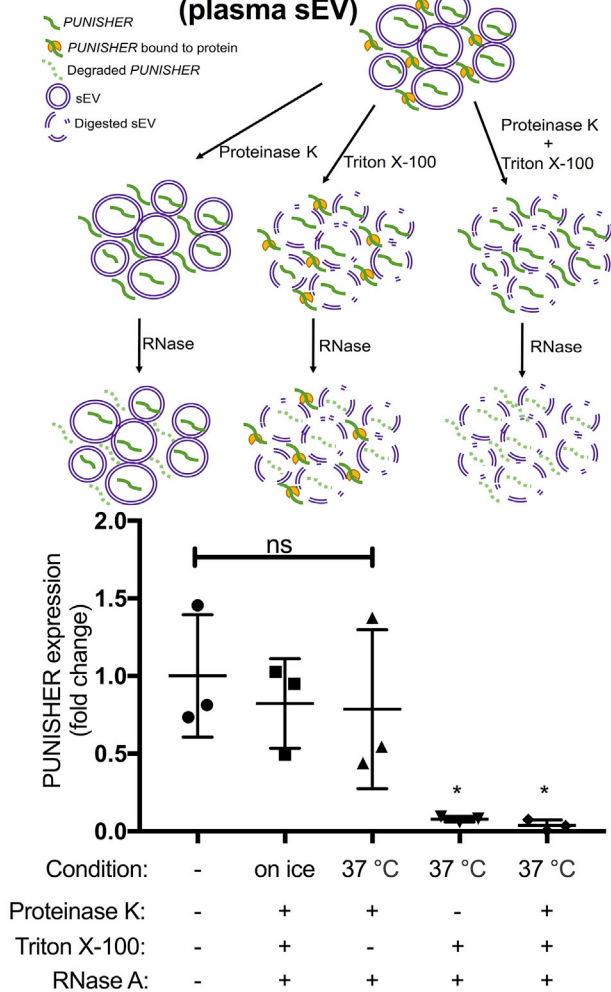 (plasma sEV)
PUNISHER
PUNISHER bound to protein
Degraded PUNISHER
sEV
Digested sEV
Proteinase K
Triton X-100
Proteinase K
+
Triton X-100
RNase
RNase
RNase
2.0
1.5
1.0
0.5
0.0
PUNISHER expression
(fold change)
ns
*
*
Condition: - on ice 37 °C 37 °C 37 °C
Proteinase K: - + + - +
Triton X-100: - + - + +
RNase A: - + + + +